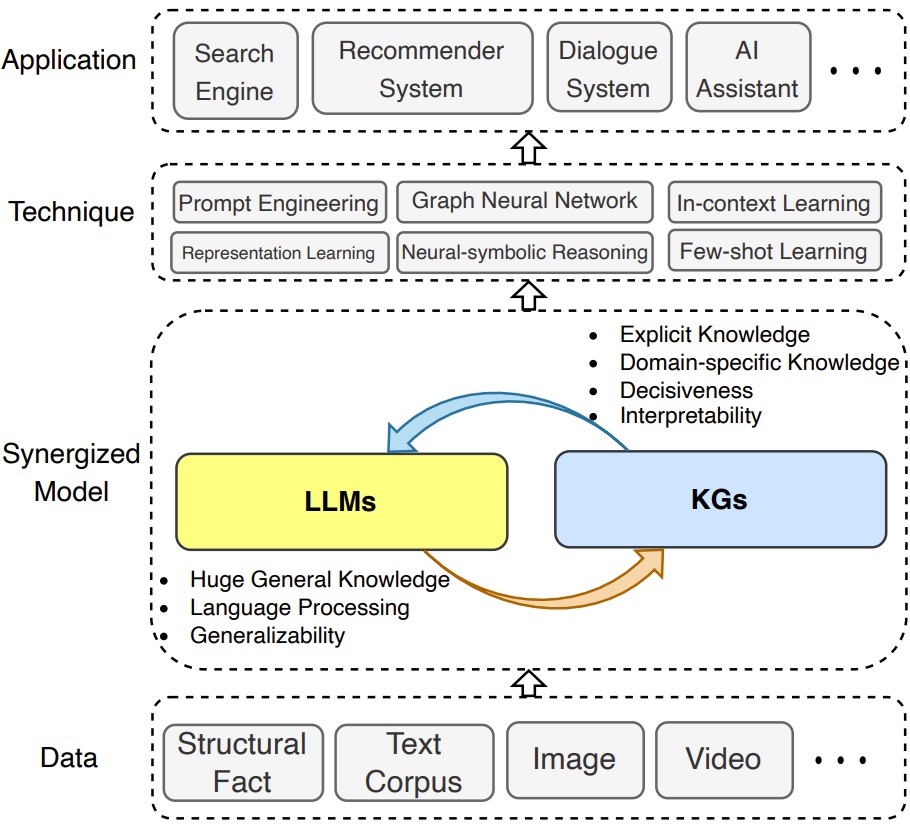 Application
Search
Engine
Recommender
System
Dialogue
System
AI
Assistant
Technique
Prompt Engineering
Graph Neural Network
In-context Learning
Representation Learning
Neural-symbolic Reasoning
Few-shot Learning
Synergized
Model
• Explicit Knowledge
• Domain-specific Knowledge
• Decisiveness
• Interpretability
LLMs
KGs
• Huge General Knowledge
• Language Processing
• Generalizability
Data
Structural
Fact
Text
Corpus
Image
Video